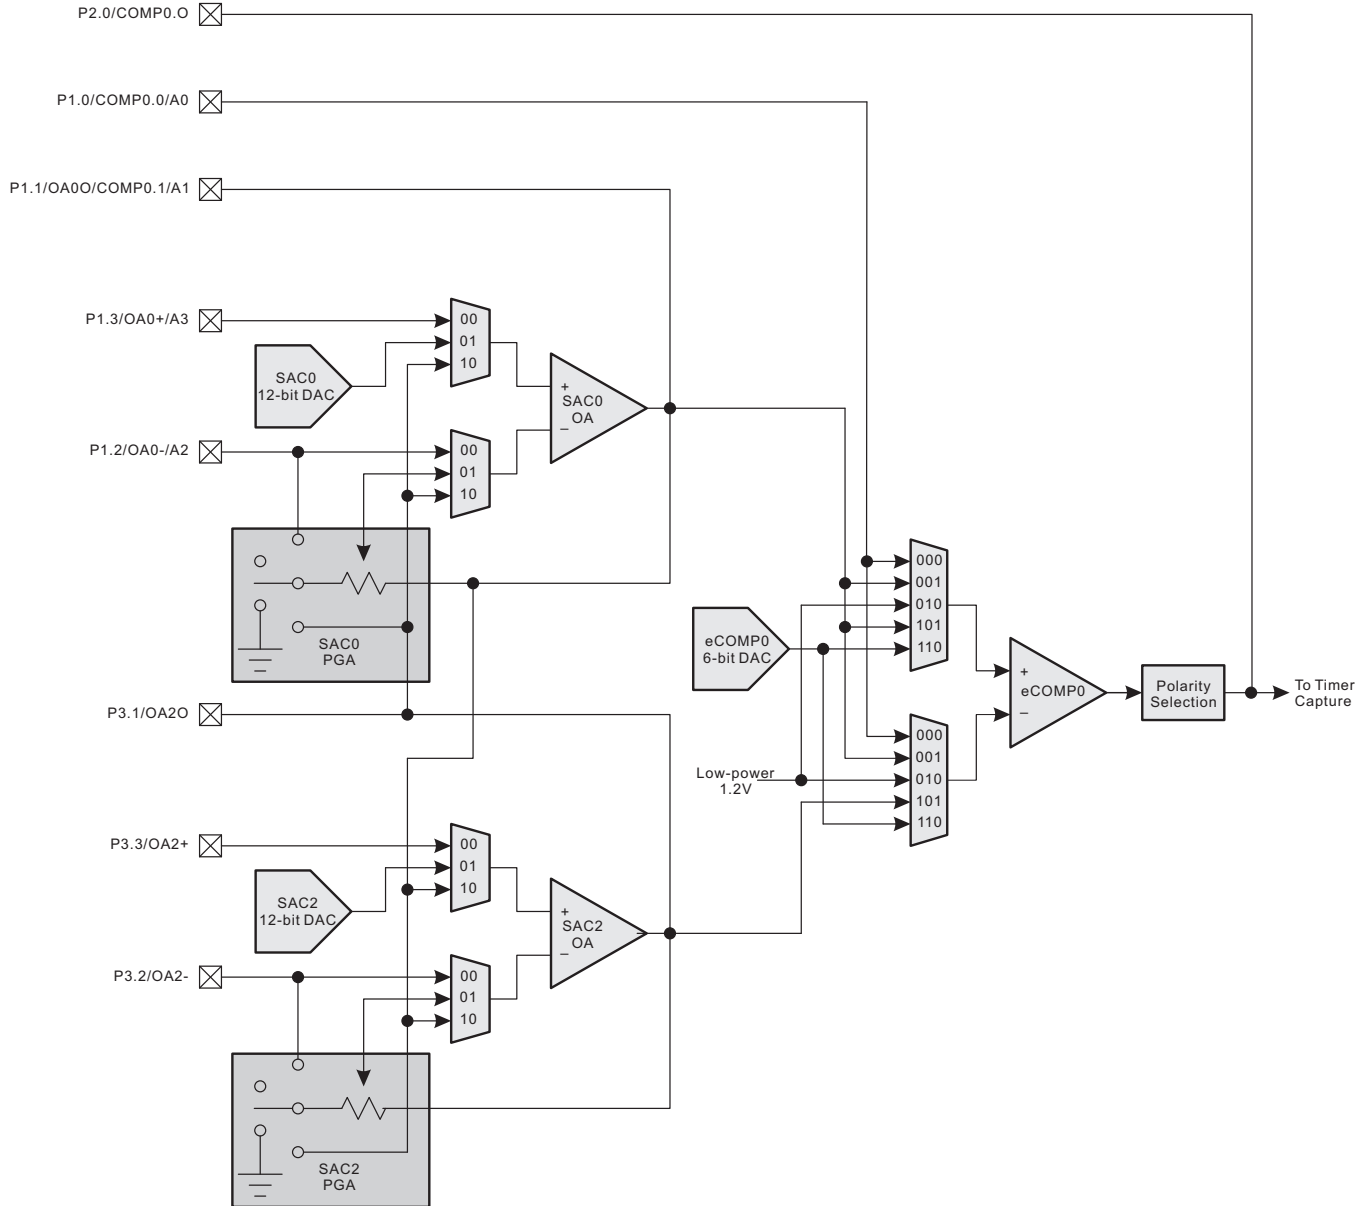 P2.0/COMP0.O
P1.0/COMP0.0/A0
P1.1/OA0O/COMP0.1/A1
P1.3/OA0+/A3
00
01
10
SAC0
12-bit DAC
+
SAC0
OA
−
P1.2/OA0-/A2
00
01
10
SAC0
PGA
000
001
010
101
110
eCOMP0
6-bit DAC
+
eCOMP0
−
Polarity
Selection
To Timer
Capture
P3.1/OA2O
000
001
010
101
110
Low-power
1.2V
P3.3/OA2+
00
01
10
SAC2
12-bit DAC
+
SAC2
OA
−
P3.2/OA2-
00
01
10
SAC2
PGA